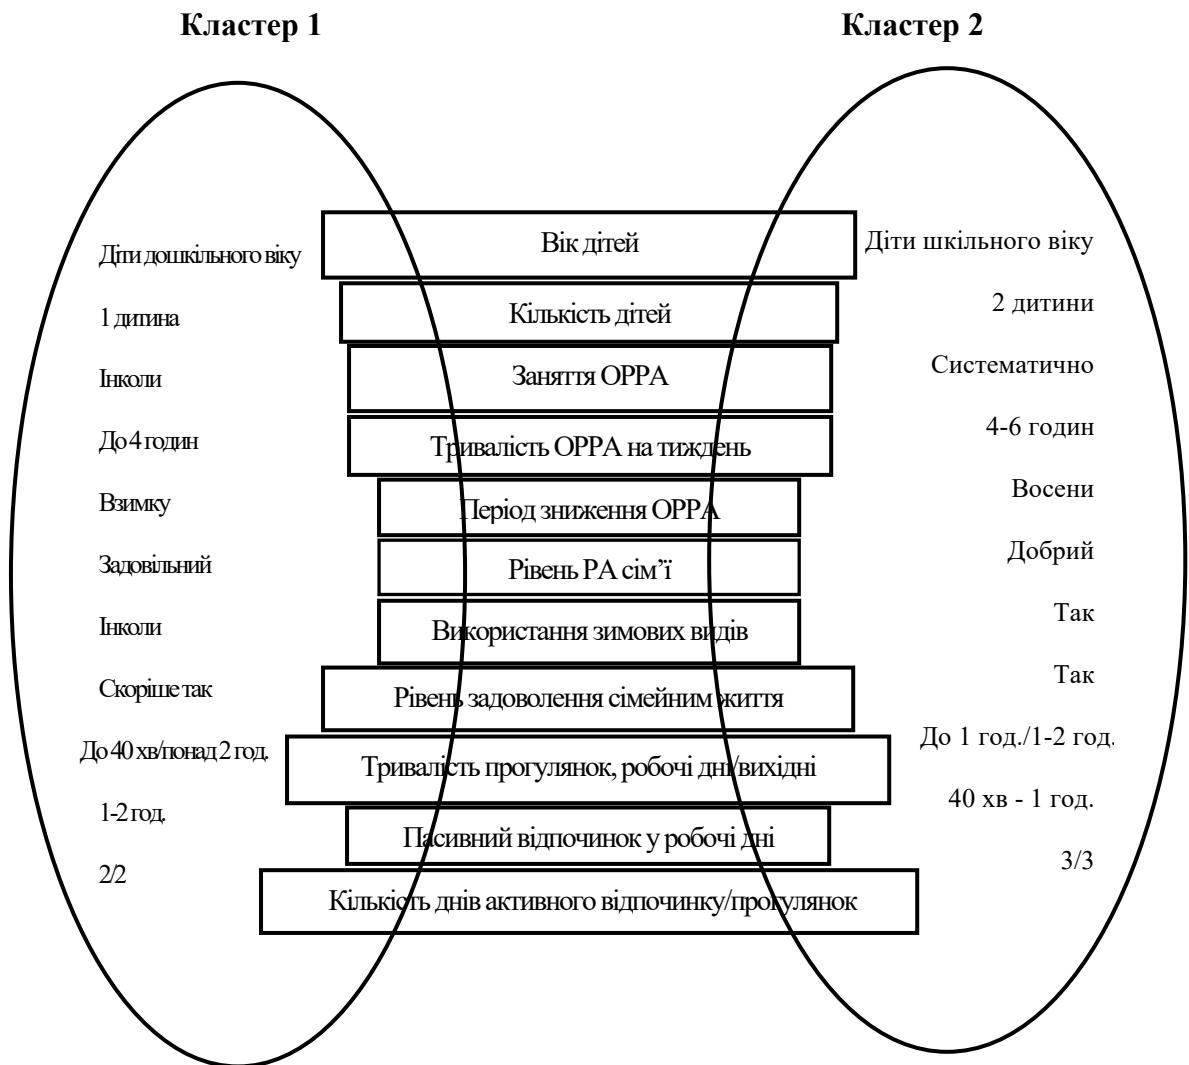 Кластер 1
Кластер 2
Діти дошкільного віку
Вік дітей
Діти шкільного віку
1 дитина
Кількість дітей
2 дитини
Інколи
Заняття ОРРА
Систематично
До 4 годин
Тривалість ОРРА на тиждень
4-6 годин
Взимку
Період зниження ОРРА
Восени
Задовільний
Рівень РА сім’ї
Добрий
Інколи
Використання зимових видів
Так
Скоріше так
Рівень задоволення сімейним життя
Так
До 40 хв/понад 2 год.
Тривалість прогулянок, робочі дні/вихідні
До 1 год./1-2 год.
1-2 год.
Пасивний відпочинок у робочі дні
40 хв - 1 год.
2/2
Кількість днів активного відпочинку/прогулянок
3/3